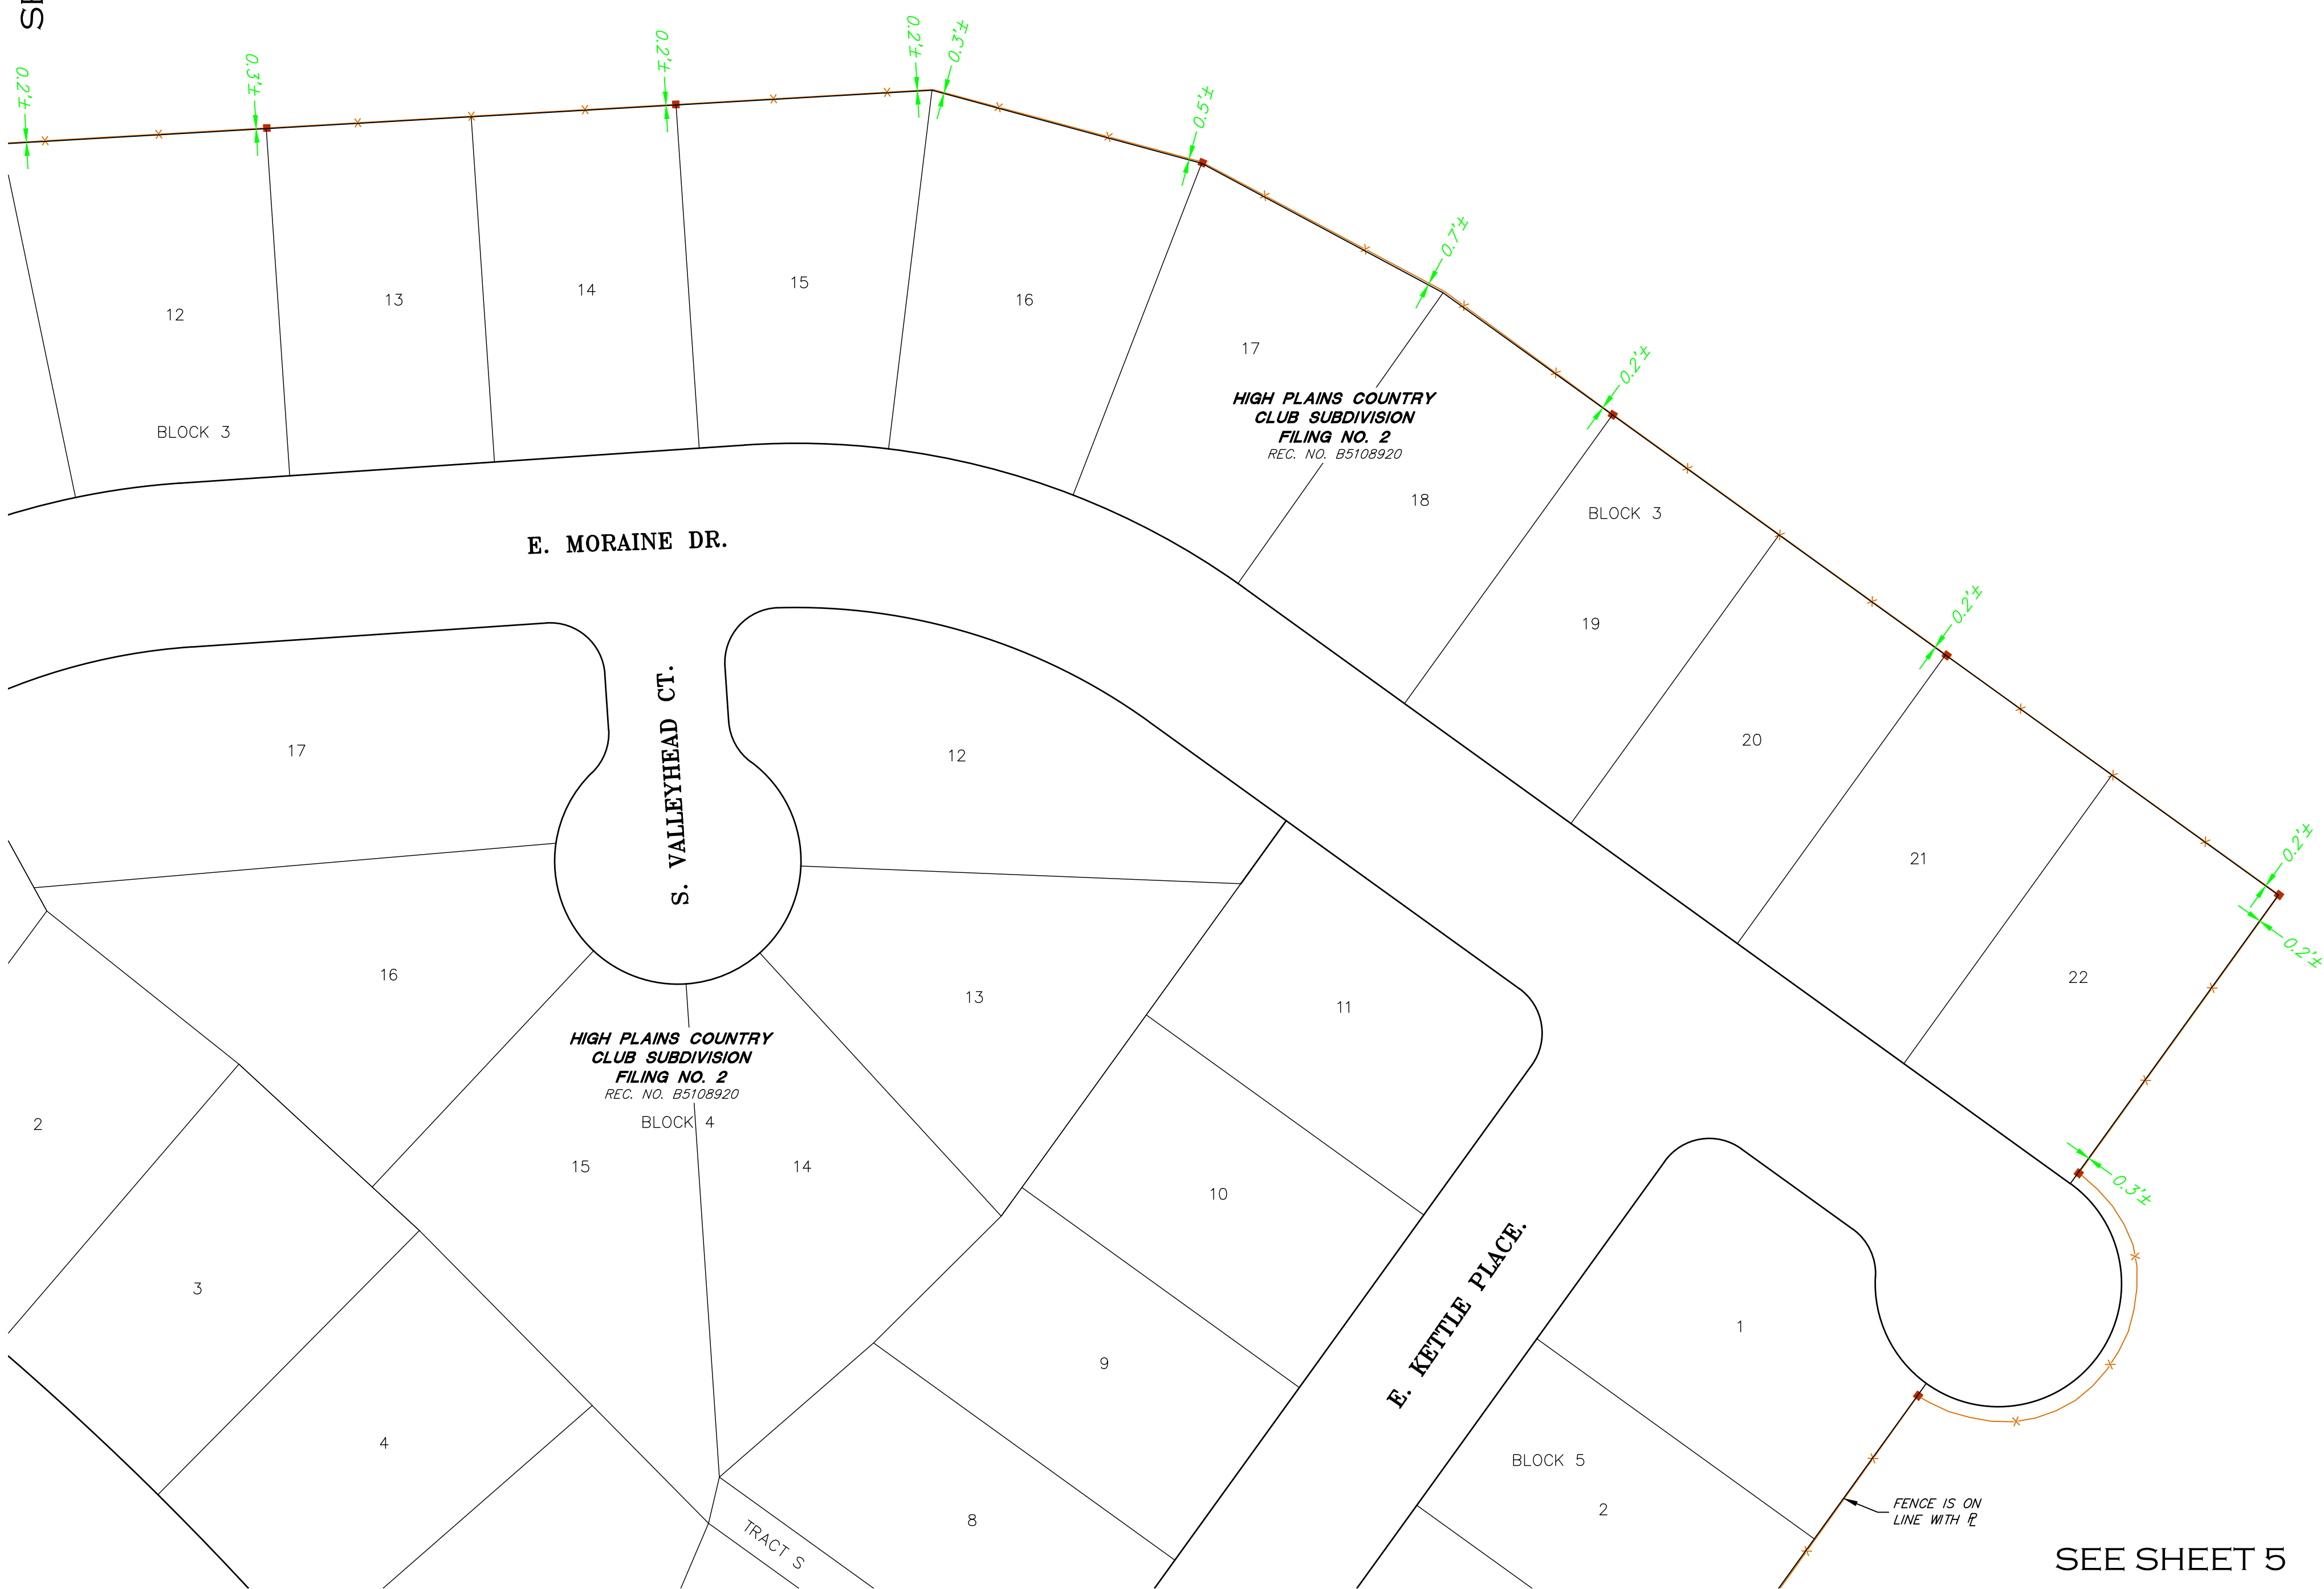 0.2'±
0.3'±
0.2'±
0.2'±
0.3'±
0.5'±
0.7'±
0.2'±
0.2'±
0.2'±
0.2'±
0.3'±
12
13
14
15
16
17
18
19
20
21
22
BLOCK 3
HIGH PLAINS COUNTRY
CLUB SUBDIVISION
FILING NO. 2
REC. NO. B5108920
BLOCK 3
E. MORAINE DR.
S. VALLEYHEAD CT.
17
12
16
13
11
HIGH PLAINS COUNTRY
CLUB SUBDIVISION
FILING NO. 2
REC. NO. B5108920
BLOCK 4
15
14
10
2
3
4
9
8
TRACT S
E. KETTLE PLACE.
1
BLOCK 5
2
FENCE IS ON
LINE WITH ⅊
SEE SHEET 5